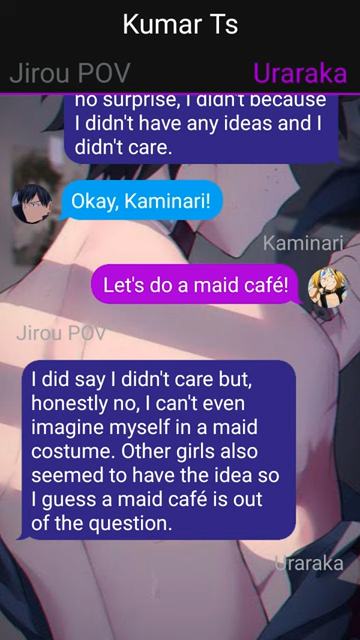 Kumar Ts
Jirou POV
Uraraka
no surprise, I didn't because
I didn't have any ideas and I
didn't care.
Okay, Kaminari!
Kaminari
Let's do a maid café!
Jirou POV
I did say I didn't care but,
honestly no, I can't even
imagine myself in a maid
costume. Other girls also
seemed to have the idea so
I guess a maid café is out
of the question.
Uraraka